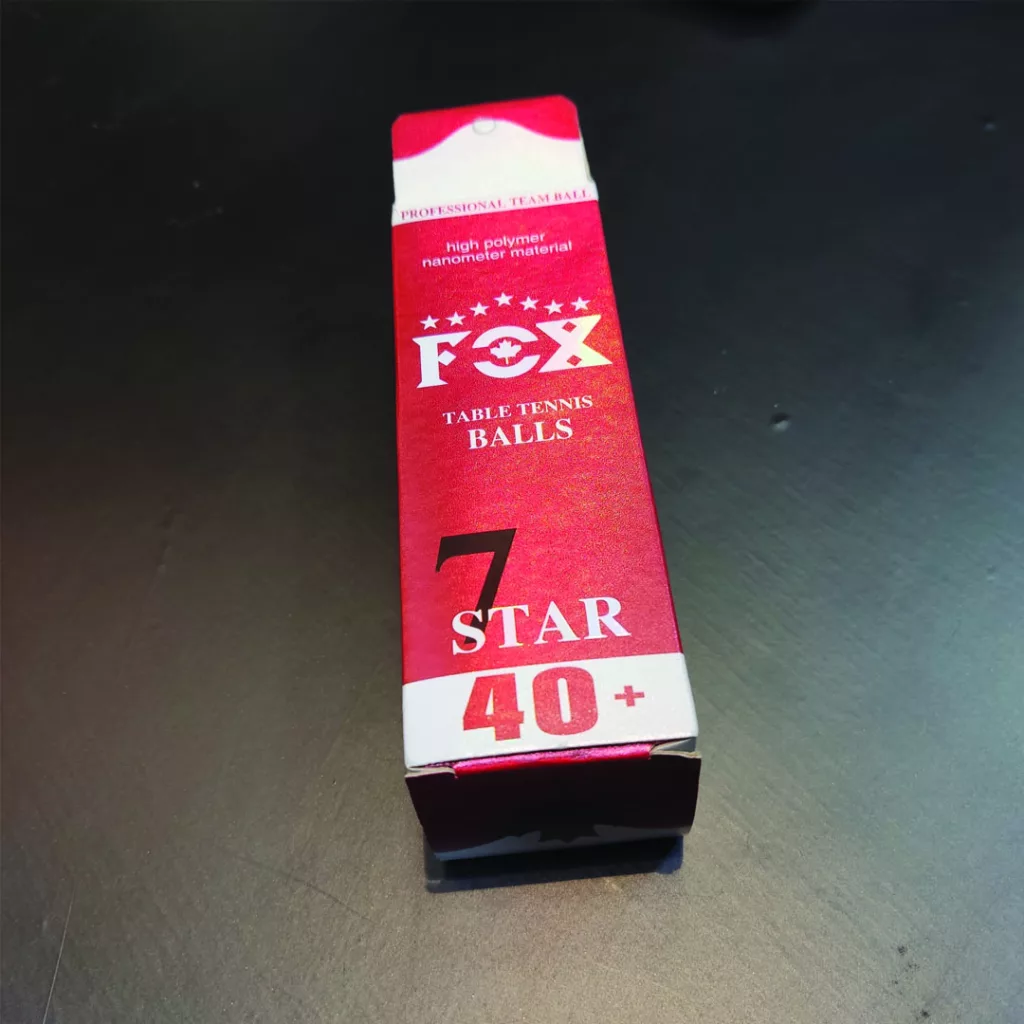 PROFESSIONAL TEAM BALL
high polymer
nanometer material
FOX
TABLE TENNIS
BALLS
7
STAR
40+